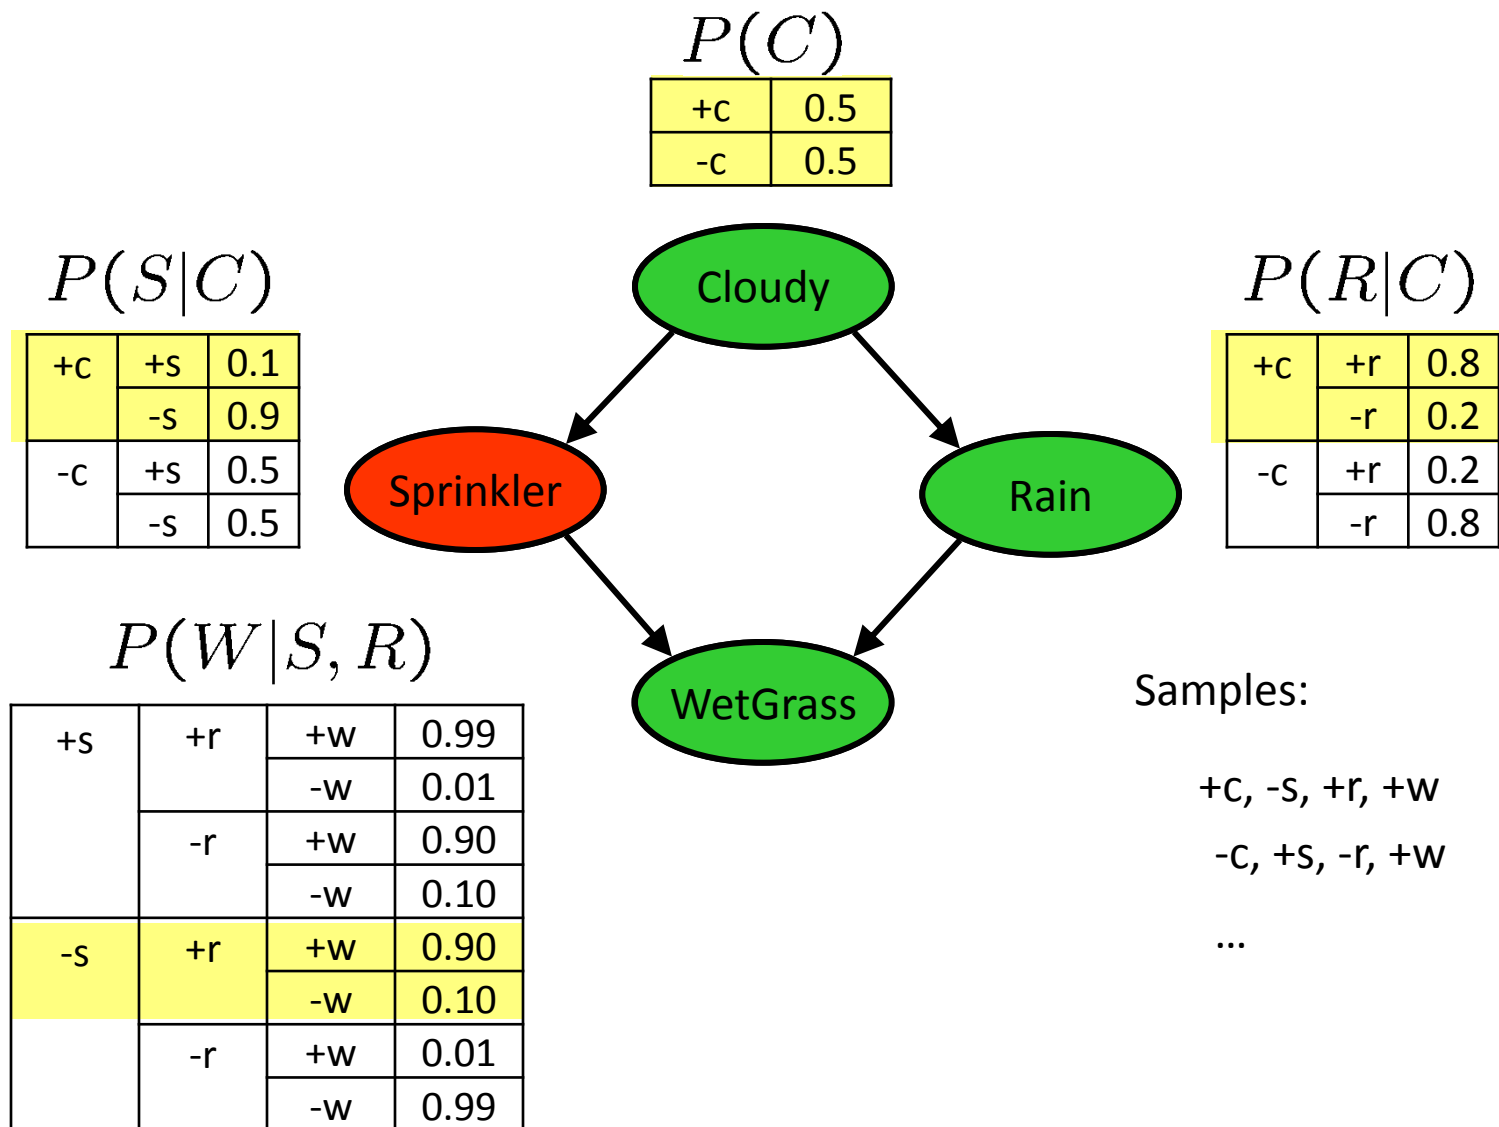 P(C)
+c 0.5
-c 0.5
P(S|C)
+c +s 0.1
-s 0.9
-c +s 0.5
-s 0.5
Cloudy
P(R|C)
+c +r 0.8
-r 0.2
-c +r 0.2
-r 0.8
Sprinkler
Rain
P(W|S, R)
+s +r +w 0.99
-w 0.01
-r +w 0.90
-w 0.10
-s +r +w 0.90
-w 0.10
-r +w 0.01
-w 0.99
WetGrass
Samples:
+c, -s, +r, +w
-c, +s, -r, +w
...